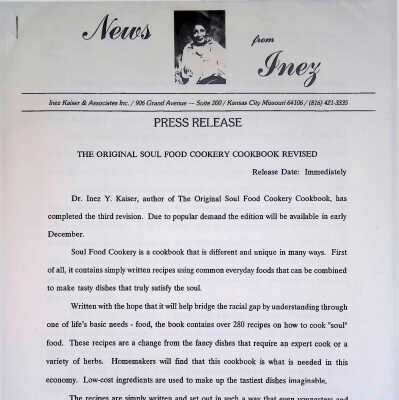 News
from
Inez
Inez Kaiser & Associates Inc. / 906 Grand Avenue — Suite 200 / Kansas City Missouri 64106 / (816) 421-3335
PRESS RELEASE
THE ORIGINAL SOUL FOOD COOKERY COOKBOOK REVISED
Release Date: Immediately
Dr. Inez Y. Kaiser, author of The Original Soul Food Cookery Cookbook, has
completed the third revision. Due to popular demand the edition will be available in early
December.
Soul Food Cookery is a cookbook that is different and unique in many ways. First
of all, it contains simply written recipes using common everyday foods that can be combined
to make tasty dishes that truly satisfy the soul.
Written with the hope that it will help bridge the racial gap by understanding through
one of life's basic needs - food, the book contains over 280 recipes on how to cook "soul"
food. These recipes are a change from the fancy dishes that require an expert cook or a
variety of herbs. Homemakers will find that this cookbook is what is needed in this
economy. Low-cost ingredients are used to make up the tastiest dishes imaginable.
The recipes are simply written and set out in such a way that even youngsters and